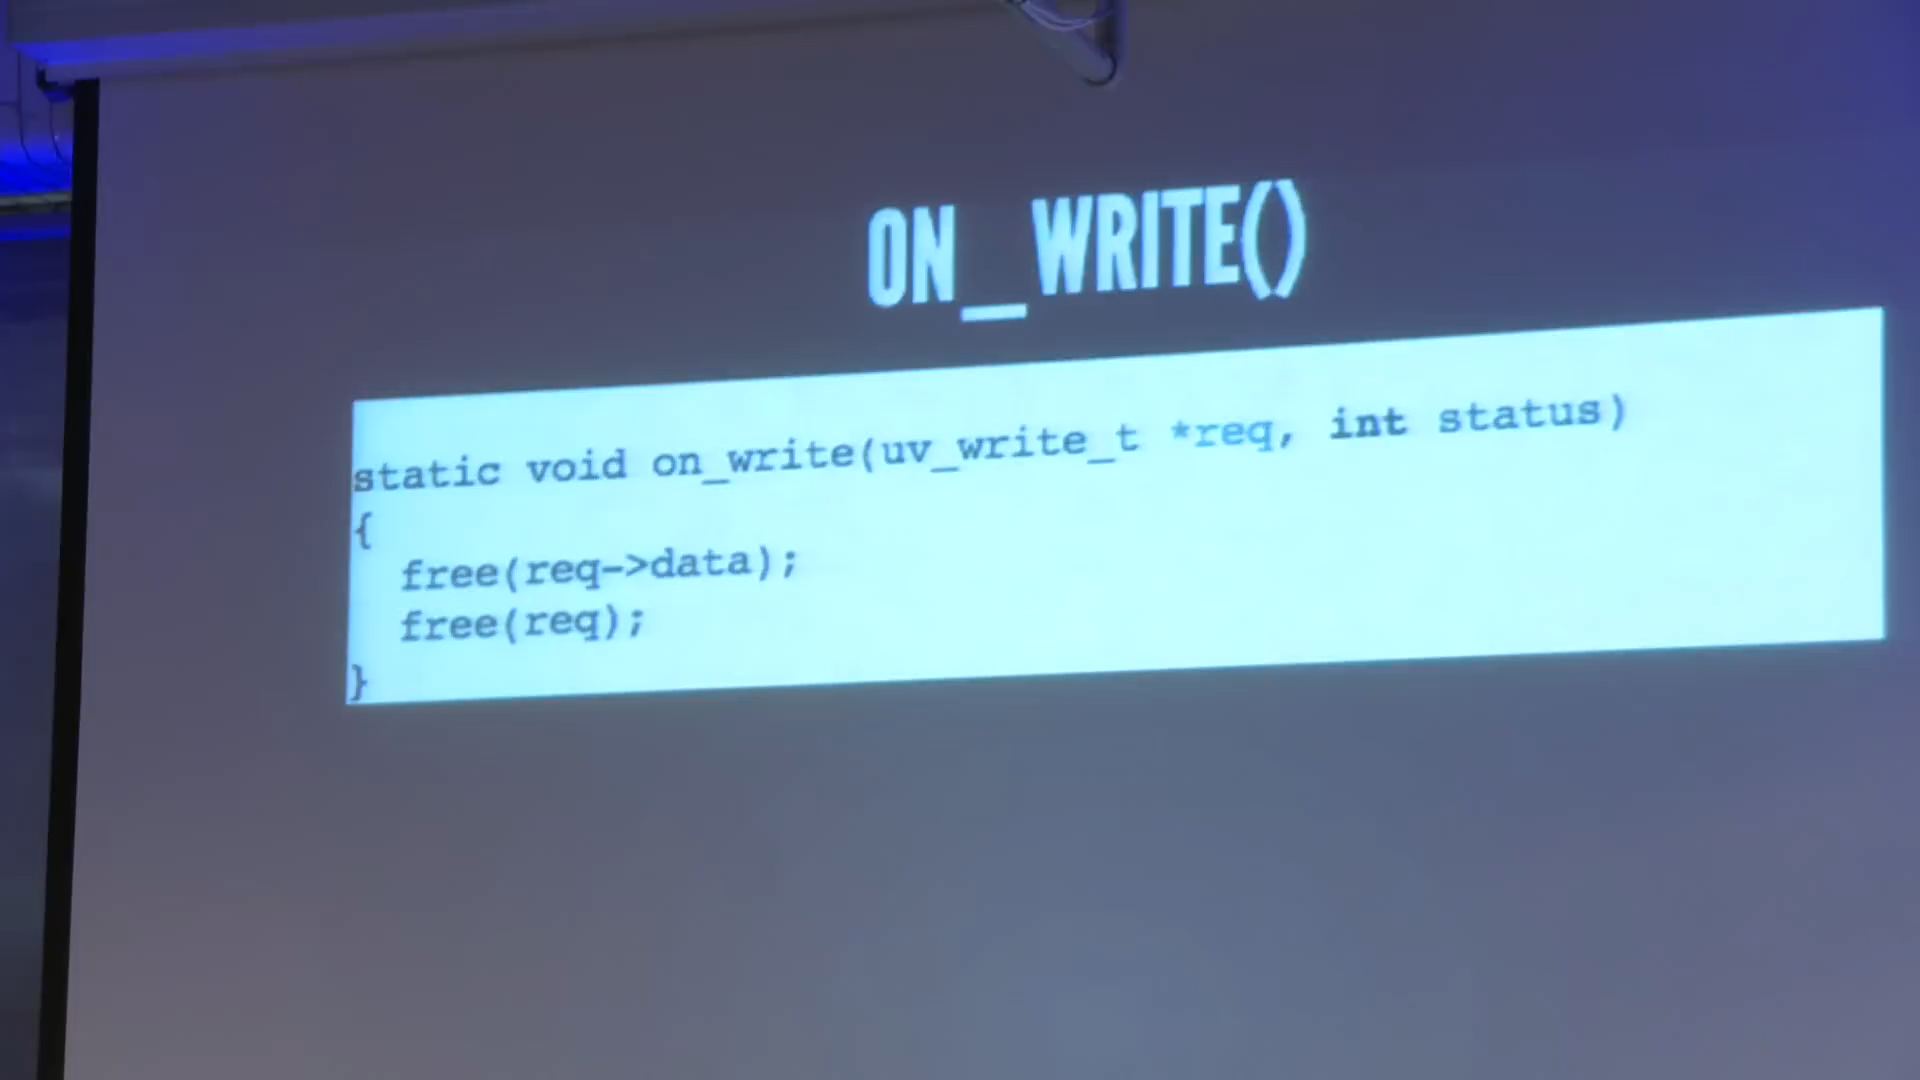 ON_WRITE()
static void on_write(uv_write_t *req, int status)
{
  free(req->data);
  free(req);
}